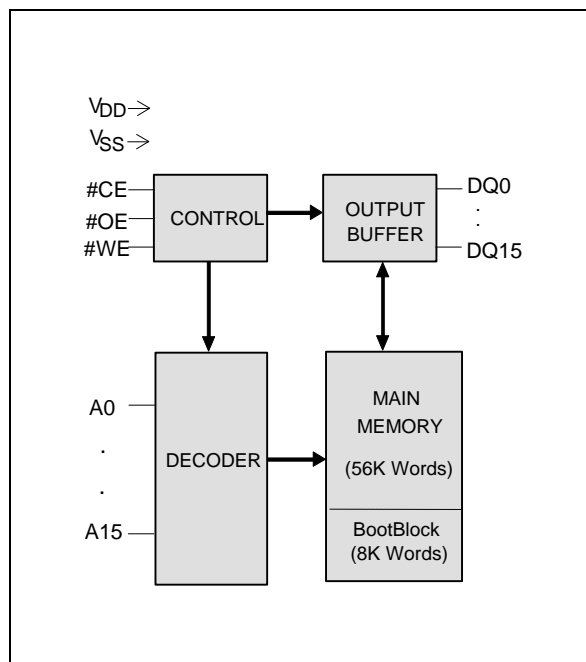 VDD
VSS
#CE
#OE
#WE
CONTROL
OUTPUT
BUFFER
DQ0
.
.
DQ15
A0
.
.
A15
DECODER
MAIN
MEMORY
(56K Words)
BootBlock
(8K Words)